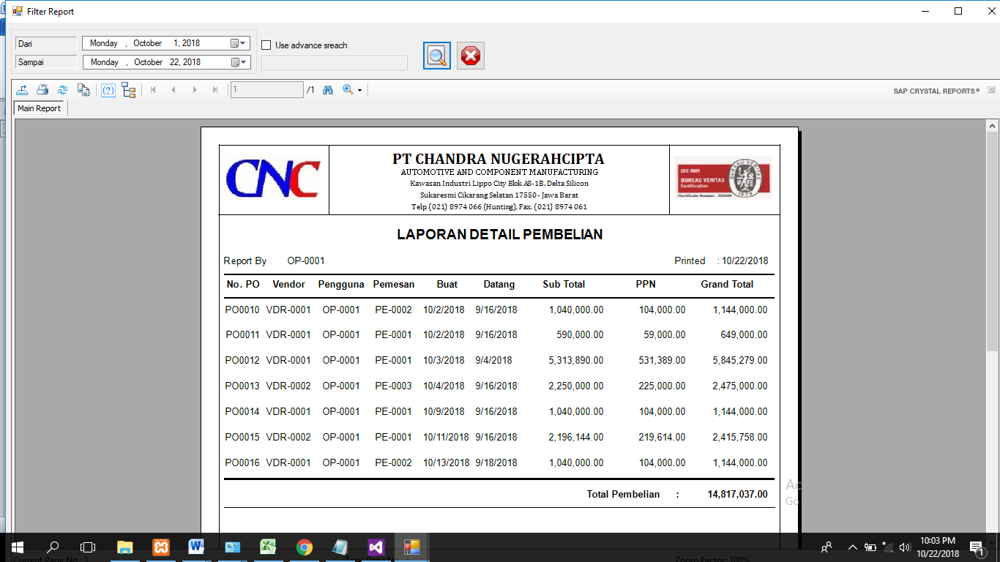 Filter Report
Dari Monday , October 1, 2018
Use advance sreach
Sampai Monday , October 22, 2018
1 /1
SAP CRYSTAL REPORTS®
Main Report
CNC
PT CHANDRA NUGERAHCIPTA
AUTOMOTIVE AND COMPONENT MANUFACTURING
Kawasan Industri Lippo City Blok A8-1B, Delta Silicon
Sukaresmi Cikarang Selatan 17550 - Jawa Barat
Telp (021) 8974 066 (Hunting), Fax. (021) 8974 061
ISO 9001
BUREAU VERITAS
Certification
LAPORAN DETAIL PEMBELIAN
Report By OP-0001 Printed : 10/22/2018
No. PO Vendor Pengguna Pemesan Buat Datang Sub Total PPN Grand Total
PO0010 VDR-0001 OP-0001 PE-0002 10/2/2018 9/16/2018 1,040,000.00 104,000.00 1,144,000.00
PO0011 VDR-0001 OP-0001 PE-0001 10/2/2018 9/16/2018 590,000.00 59,000.00 649,000.00
PO0012 VDR-0001 OP-0001 PE-0001 10/3/2018 9/4/2018 5,313,890.00 531,389.00 5,845,279.00
PO0013 VDR-0002 OP-0001 PE-0003 10/4/2018 9/16/2018 2,250,000.00 225,000.00 2,475,000.00
PO0014 VDR-0001 OP-0001 PE-0001 10/9/2018 9/16/2018 1,040,000.00 104,000.00 1,144,000.00
PO0015 VDR-0002 OP-0001 PE-0001 10/11/2018 9/16/2018 2,196,144.00 219,614.00 2,415,758.00
PO0016 VDR-0001 OP-0001 PE-0002 10/13/2018 9/18/2018 1,040,000.00 104,000.00 1,144,000.00
Total Pembelian : 14,817,037.00
10:03 PM
10/22/2018
1
Current Page No.: 1 Zoom Factor: 100%